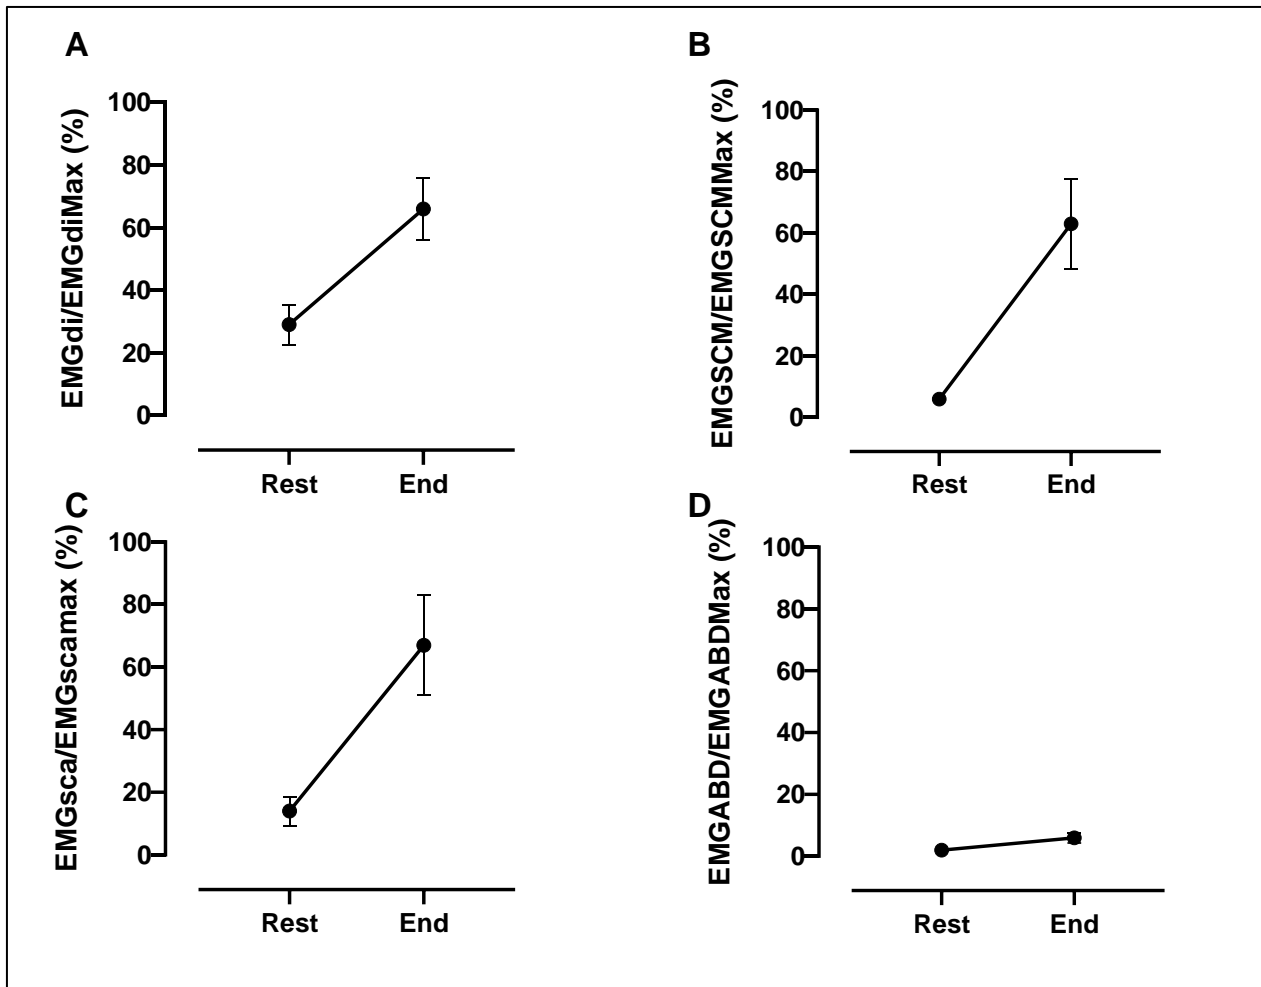 A
EMGdi/EMGdiMax (%)
100
80
60
40
20
0
Rest End
B
EMGSCM/EMGSCMMax (%)
100
80
60
40
20
0
Rest End
C
EMGsca/EMGscamax (%)
100
80
60
40
20
0
Rest End
D
EMGABD/EMGABDMax (%)
100
80
60
40
20
0
Rest End